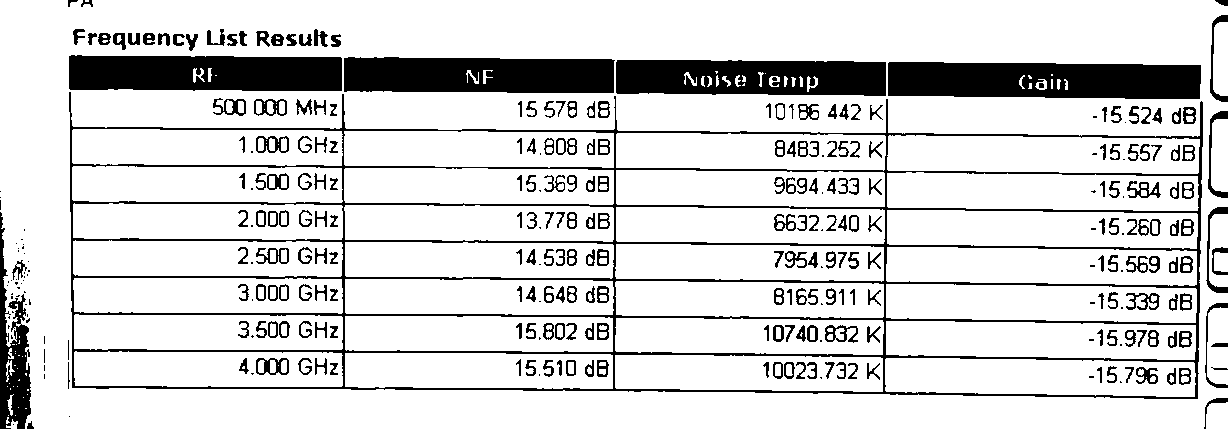 PA
Frequency List Results
RF NF Noise Temp Gain
500.000 MHz 15.578 dB 10186.442 K -15.524 dB
1.000 GHz 14.808 dB 8483.252 K -15.557 dB
1.500 GHz 15.369 dB 9694.433 K -15.584 dB
2.000 GHz 13.778 dB 6632.240 K -15.260 dB
2.500 GHz 14.538 dB 7954.975 K -15.569 dB
3.000 GHz 14.648 dB 8165.911 K -15.339 dB
3.500 GHz 15.802 dB 10740.832 K -15.978 dB
4.000 GHz 15.510 dB 10023.732 K -15.796 dB